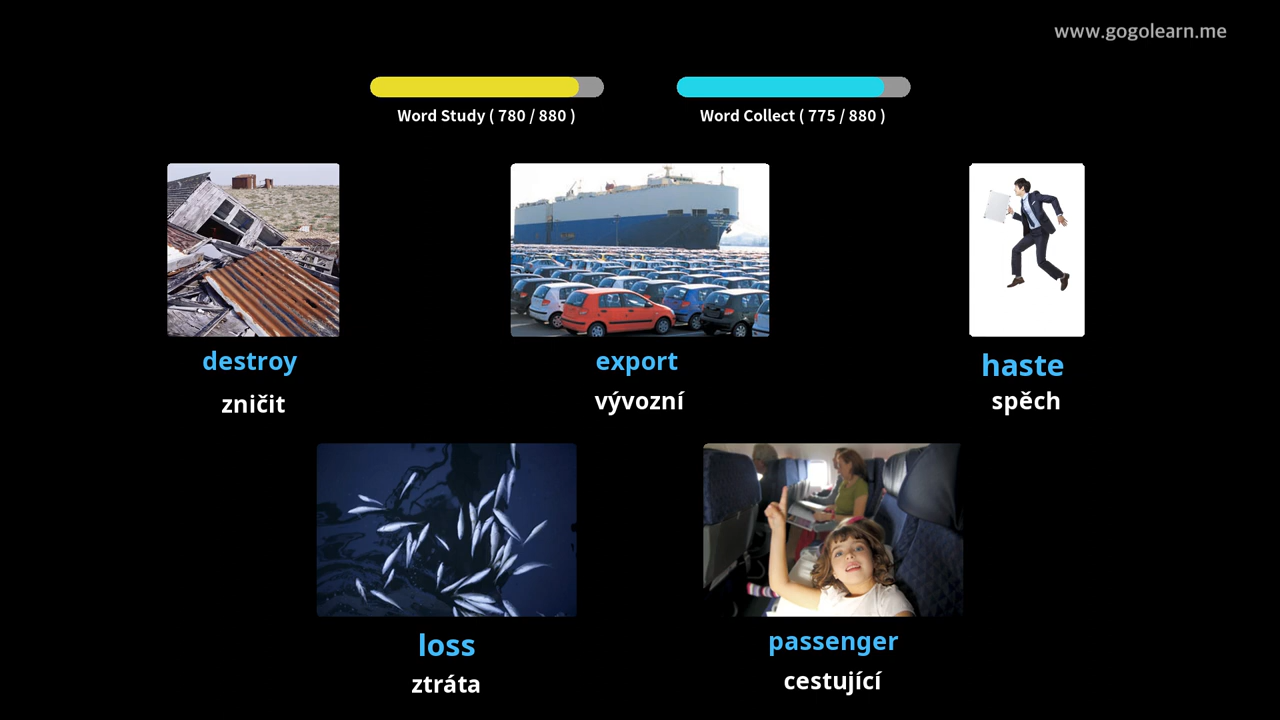 www.gogolearn.me
Word Study ( 780 / 880 )
Word Collect ( 775 / 880 )
destroy
zničit
export
vývozní
haste
spěch
loss
ztráta
passenger
cestující